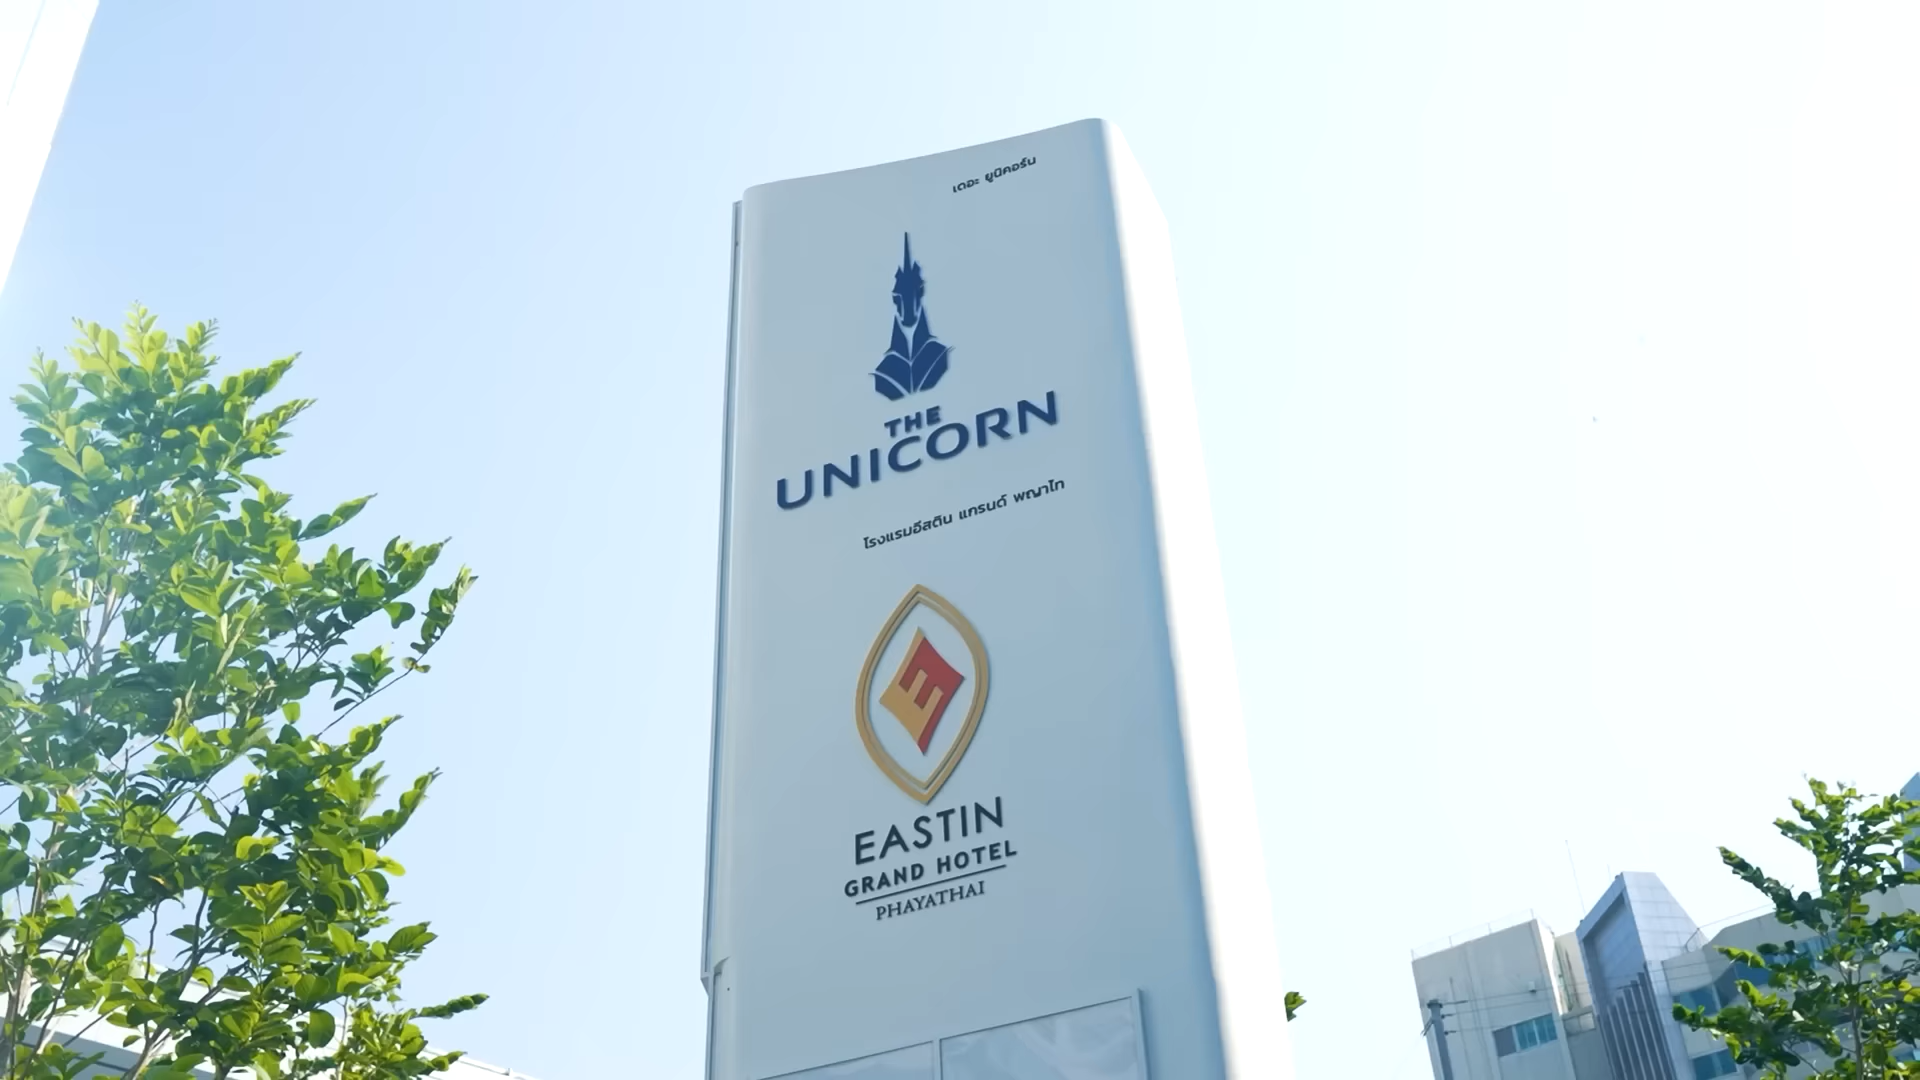 เดอะ ยูนิคอร์น
THE
UNICORN
โรงแรมอีสติน แกรนด์ พญาไท
EASTIN
GRAND HOTEL
PHAYATHAI